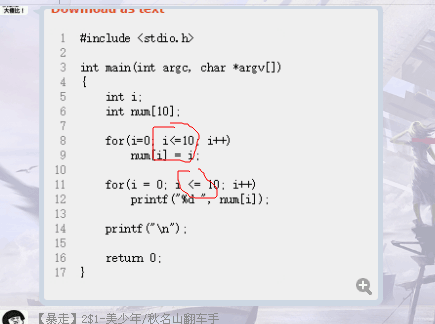 大佬比！
Download as text
1 #include <stdio.h>
2
3 int main(int argc, char *argv[])
4 {
5 int i;
6 int num[10];
7
8 for(i=0; i<=10; i++)
9 num[i] = i;
10
11 for(i = 0; i <= 10; i++)
12 printf("%d ", num[i]);
13
14 printf("\n");
15
16 return 0;
17 }
【暴走】2$1-美少年/秋名山翻车手